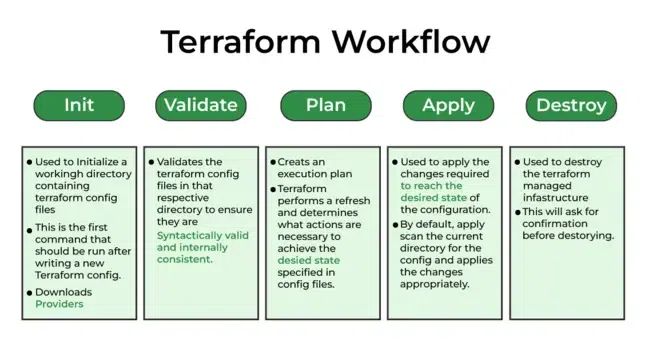 Terraform Workflow
Init
Validate
Plan
Apply
Destroy
Used to Initialize a
workingh directory
containing
terraform config
files
This is the first
command that
should be run after
writing a new
Terraform config.
Downloads
Providers
Validates the
terraform config
files in that
respective
directory to ensure
they are
Syntactically valid
and internally
consistent.
Creats an
execution plan
Terraform
performs a refresh
and determines
what actions are
necessary to
achieve the
desied state
specified in
config files.
Used to apply the
changes required
to reach the
desired state of
the configuration.
By default, apply
scan the current
directory for the
config and applies
the changes
appropriately.
Used to destroy
the terraform
managed
infastructure
This will ask for
confirmation
before destorying.